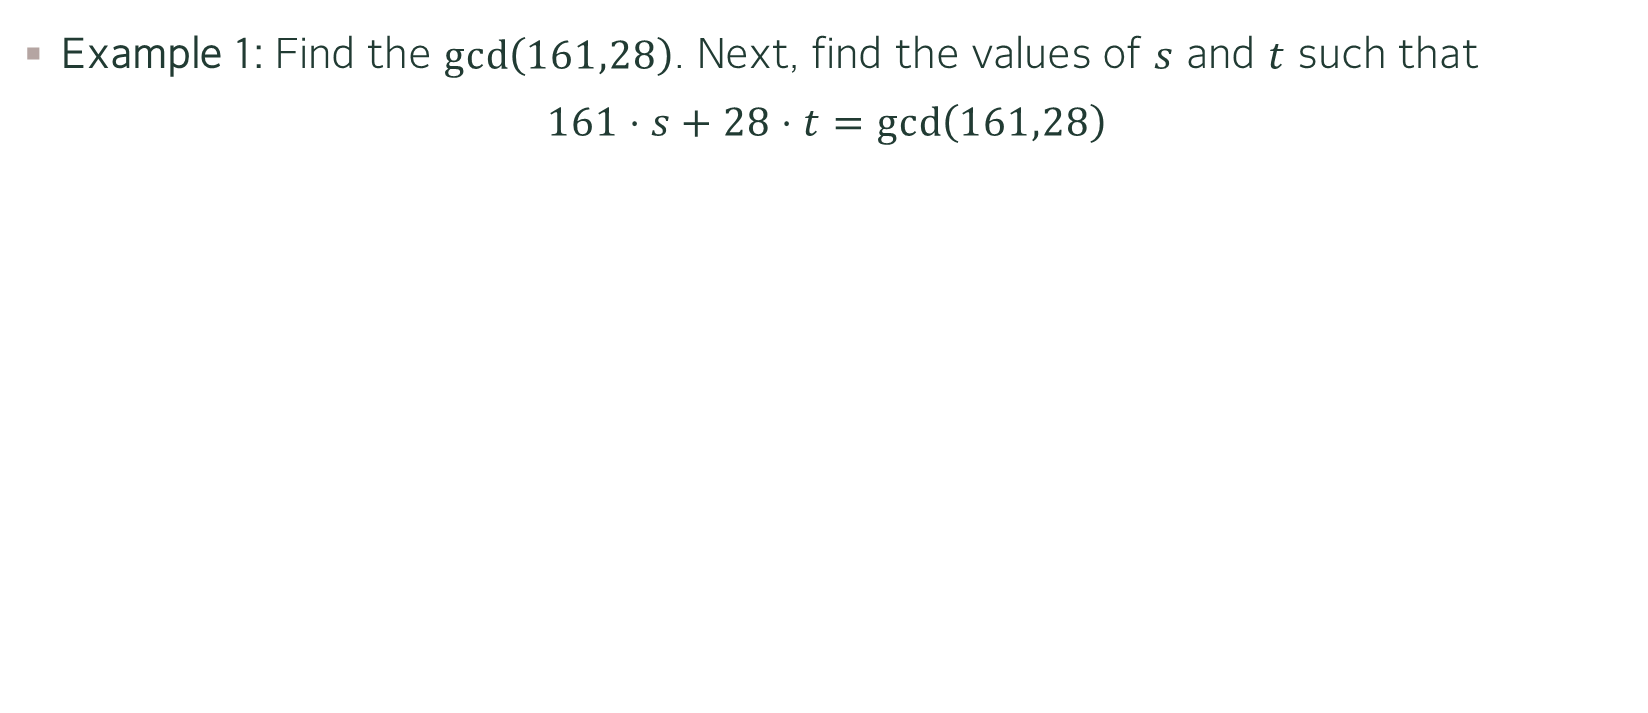 ▪ Example 1: Find the gcd(161,28). Next, find the values of s and t such that
161 · s + 28 · t = gcd(161,28)